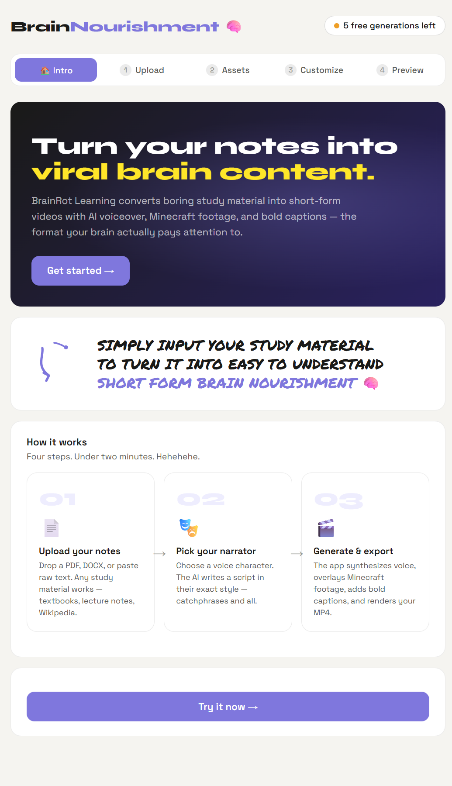 BrainNourishment 🧠
5 free generations left
Intro
1 Upload
2 Assets
3 Customize
4 Preview
Turn your notes into
viral brain content.
BrainRot Learning converts boring study material into short-form
videos with AI voiceover, Minecraft footage, and bold captions — the
format your brain actually pays attention to.
Get started →
SIMPLY INPUT YOUR STUDY MATERIAL
TO TURN IT INTO EASY TO UNDERSTAND
SHORT FORM BRAIN NOURISHMENT 🧠
How it works
Four steps. Under two minutes. Hehehehe.
01
Upload your notes
Drop a PDF, DOCX, or paste
raw text. Any study
material works —
textbooks, lecture notes,
Wikipedia.
→
02
Pick your narrator
Choose a voice character.
The AI writes a script in
their exact style —
catchphrases and all.
→
03
Generate & export
The app synthesizes voice,
overlays Minecraft
footage, adds bold
captions, and renders your
MP4.
Try it now →